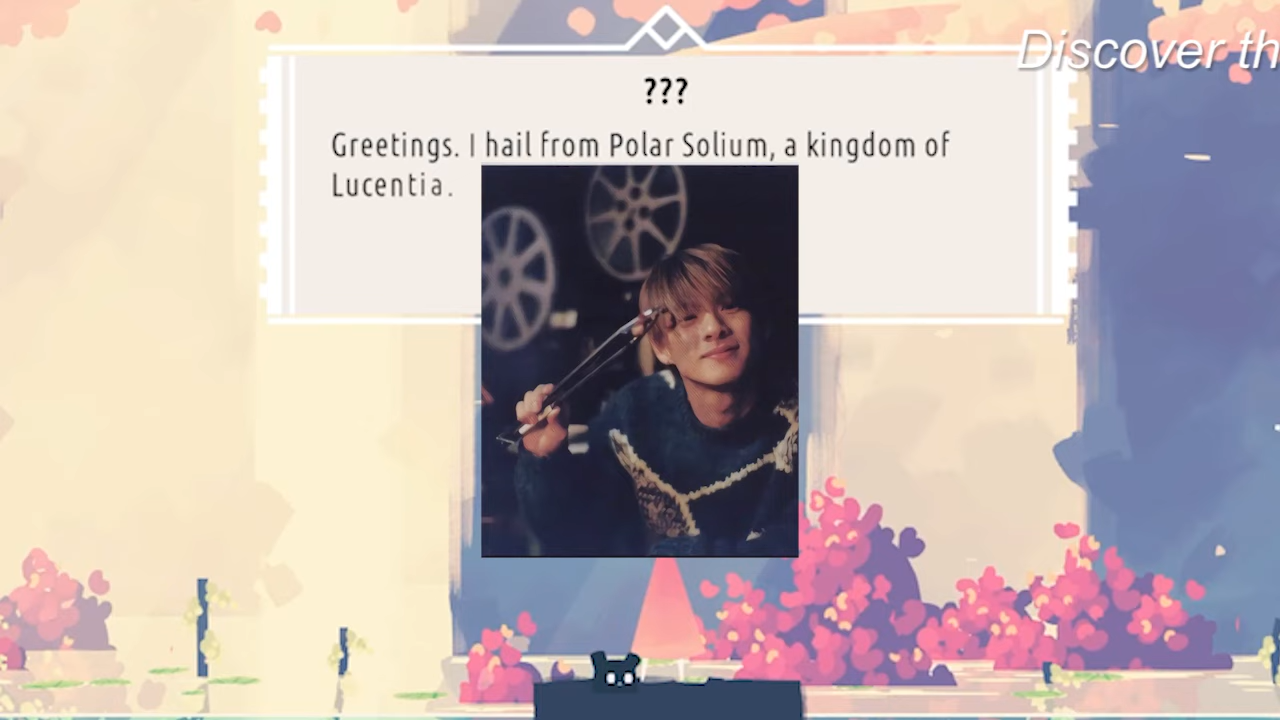 Discover th
???
Greetings. I hail from Polar Solium, a kingdom of
Lucentia.